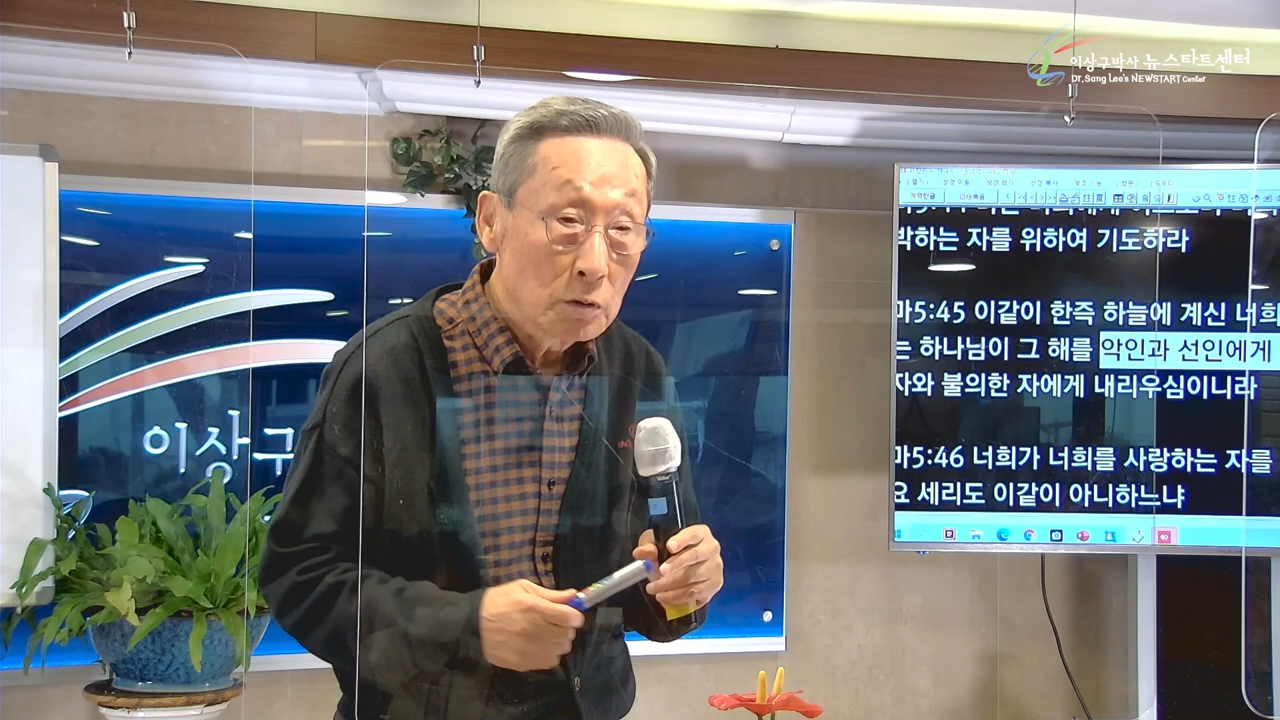 이상구박사 뉴스타트센터
Dr. Sang Lee's NEWSTART Center
박하는 자를 위하여 기도하라
마5:45 이같이 한즉 하늘에 계신 너희
는 하나님이 그 해를 악인과 선인에게
자와 불의한 자에게 내리우심이니라
마5:46 너희가 너희를 사랑하는 자를
요 세리도 이같이 아니하느냐
이상구